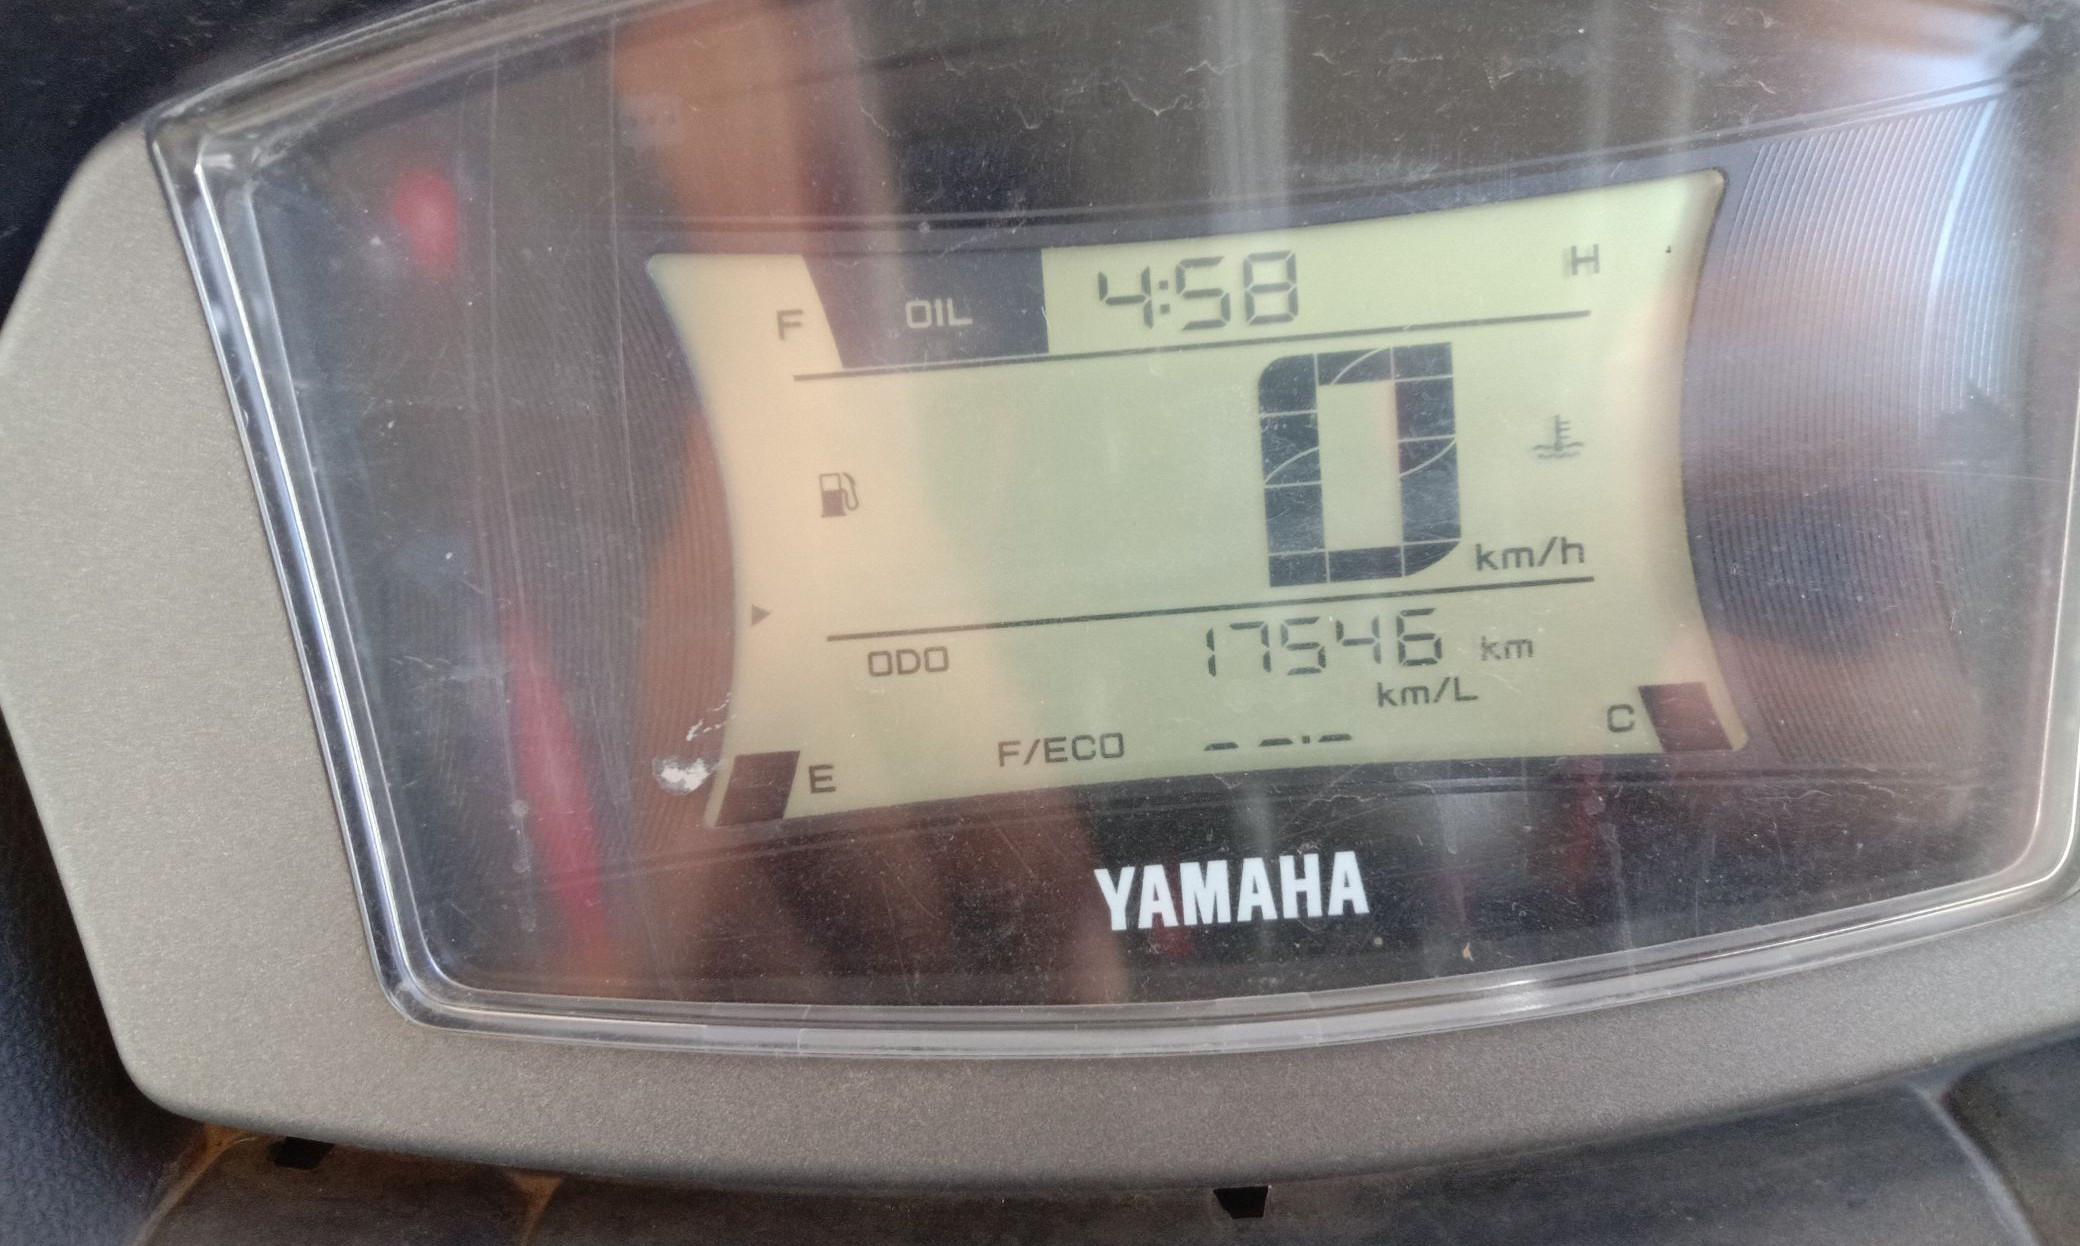 F OIL 4:58 H
0 km/h
ODO 17546 km
km/L
F/ECO --.-
E C
YAMAHA